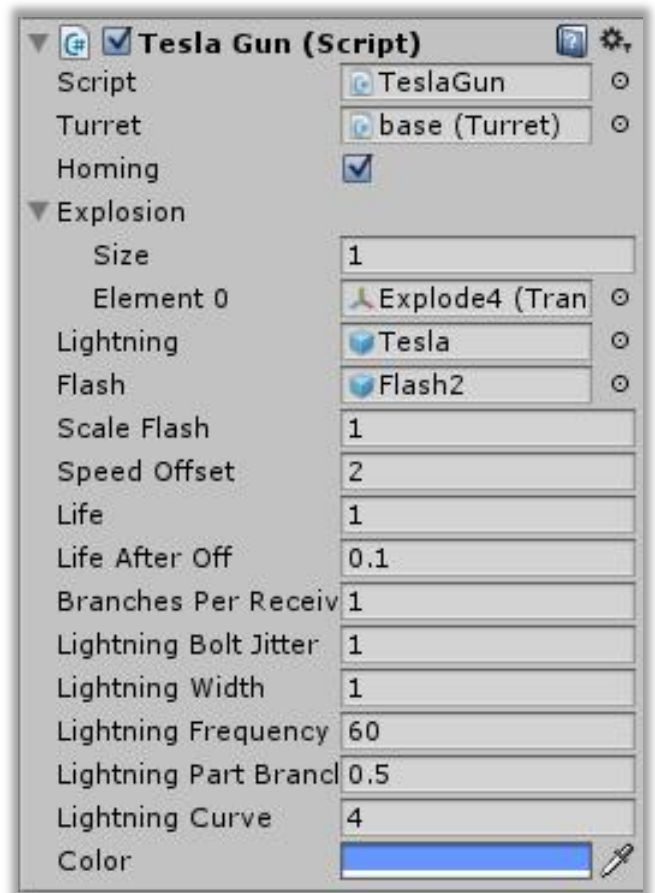 Tesla Gun (Script)
Script TeslaGun
Turret base (Turret)
Homing
Explosion
Size 1
Element 0 Explode4 (Tran
Lightning Tesla
Flash Flash2
Scale Flash 1
Speed Offset 2
Life 1
Life After Off 0.1
Branches Per Receiv 1
Lightning Bolt Jitter 1
Lightning Width 1
Lightning Frequency 60
Lightning Part Brancl 0.5
Lightning Curve 4
Color